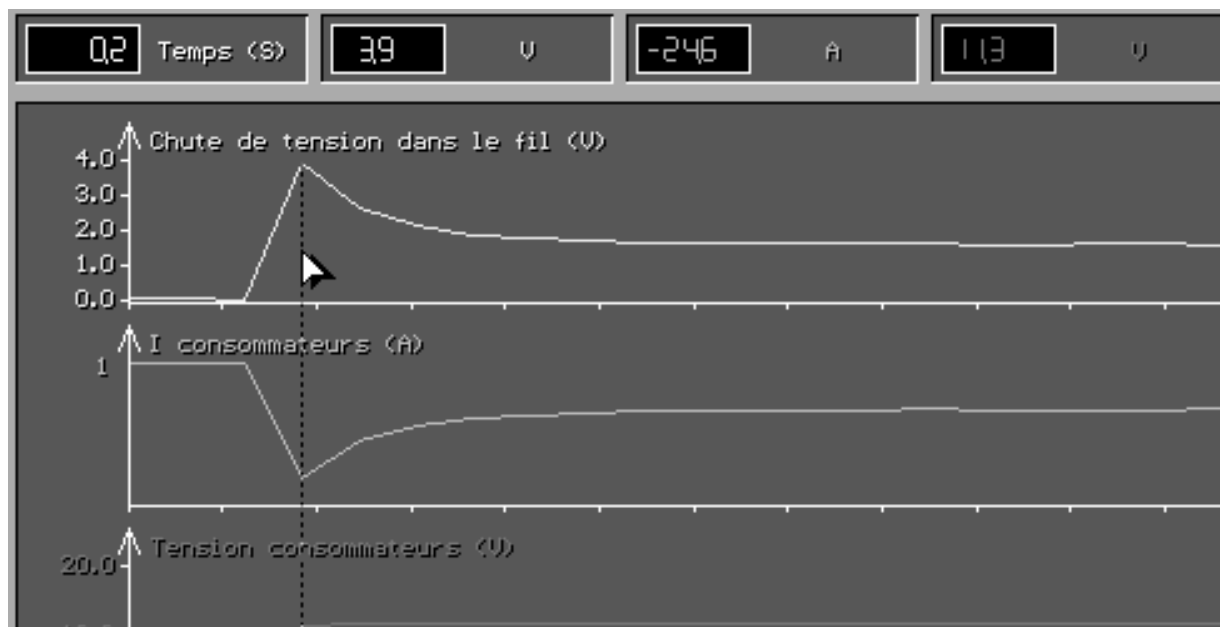 0,2 Temps (S) 3,9 V -24,6 A 11,3 V
Chute de tension dans le fil (V)
4.0
3.0
2.0
1.0
0.0
I consommateurs (A)
1
Tension consommateurs (V)
20.0